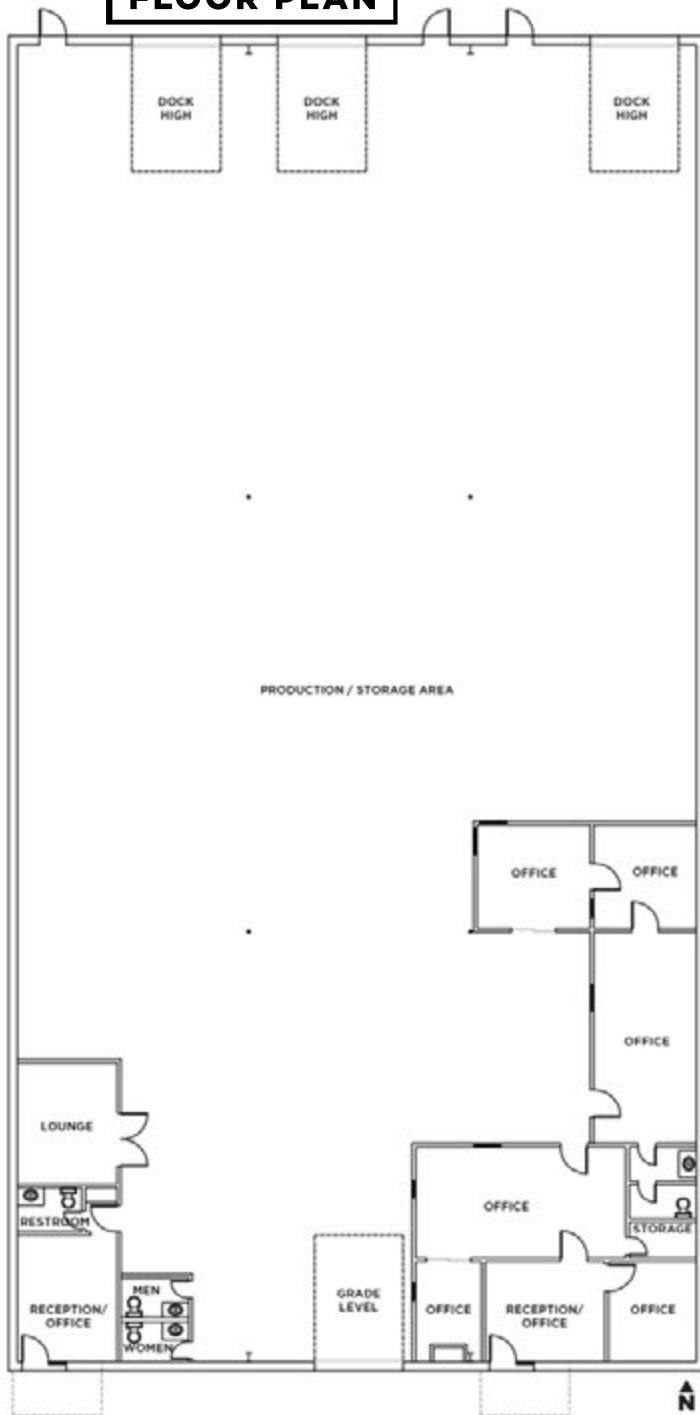 FLOOR PLAN
DOCK
HIGH
DOCK
HIGH
DOCK
HIGH
PRODUCTION / STORAGE AREA
OFFICE
OFFICE
OFFICE
LOUNGE
OFFICE
RESTROOM
STORAGE
MEN
GRADE
LEVEL
RECEPTION/
OFFICE
OFFICE
RECEPTION/
OFFICE
OFFICE
WOMEN
N